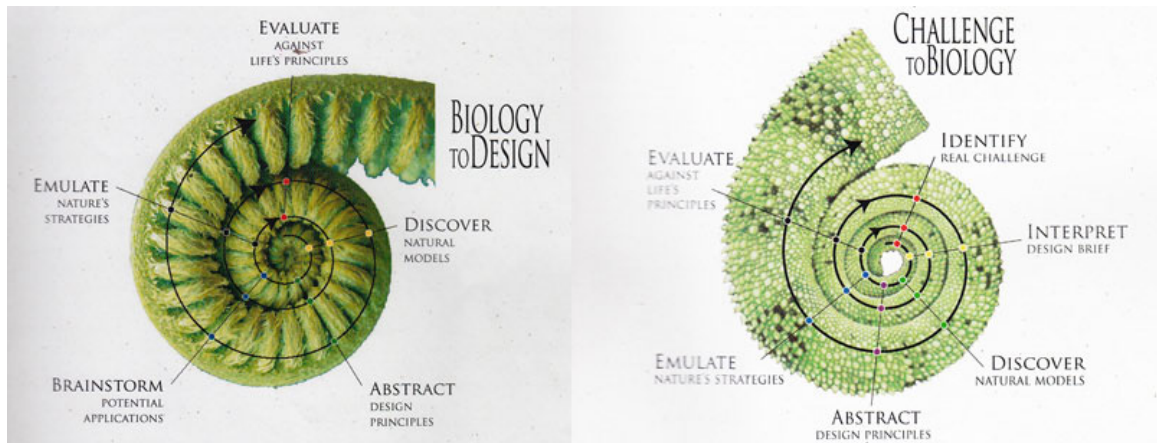 EVALUATE
AGAINST
LIFE'S PRINCIPLES
BIOLOGY
TO DESIGN
EMULATE
NATURE'S
STRATEGIES
DISCOVER
NATURAL
MODELS
BRAINSTORM
POTENTIAL
APPLICATIONS
ABSTRACT
DESIGN
PRINCIPLES
CHALLENGE
TO BIOLOGY
IDENTIFY
REAL CHALLENGE
EVALUATE
AGAINST
LIFE'S
PRINCIPLES
INTERPRET
DESIGN BRIEF
EMULATE
NATURE'S STRATEGIES
DISCOVER
NATURAL MODELS
ABSTRACT
DESIGN PRINCIPLES